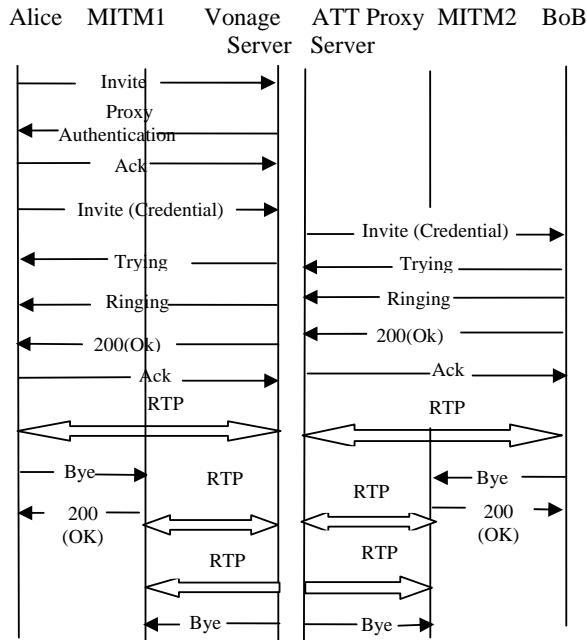 Alice MITM1 Vonage Server ATT Proxy Server MITM2 BoB
Invite
Proxy Authentication
Ack
Invite (Credential)
Invite (Credential)
Trying
Trying
Ringing
Ringing
200(Ok)
200(Ok)
Ack
Ack
RTP
RTP
Bye
RTP
Bye
RTP
200 (OK)
200 (OK)
RTP
RTP
Bye
Bye